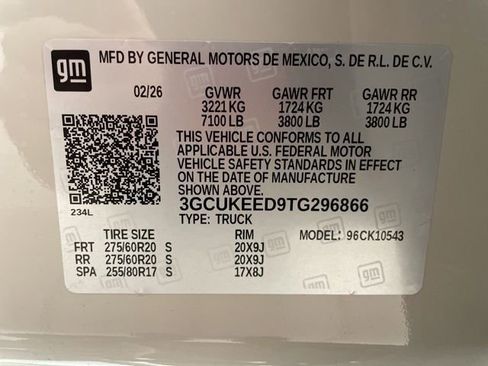 gm MFD BY GENERAL MOTORS DE MEXICO, S. DE R.L. DE C.V.
02/26 GVWR GAWR FRT GAWR RR
3221 KG 1724 KG 1724 KG
7100 LB 3800 LB 3800 LB
THIS VEHICLE CONFORMS TO ALL
APPLICABLE U.S. FEDERAL MOTOR
VEHICLE SAFETY STANDARDS IN EFFECT
ON THE DATE OF MANUFACTURE
SHOWN ABOVE.
234L 3GCUKEED9TG296866
TYPE: TRUCK
TIRE SIZE RIM MODEL: 96CK10543
FRT 275/60R20 S 20X9J
RR 275/60R20 S 20X9J
SPA 255/80R17 S 17X8J